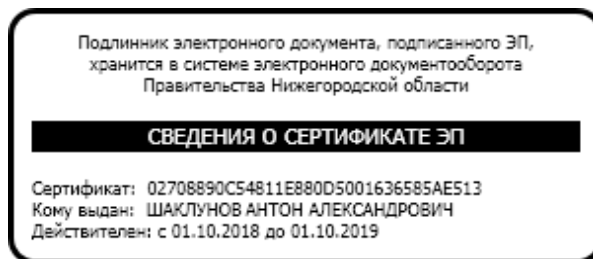 Подлинник электронного документа, подписанного ЭП,
хранится в системе электронного документооборота
Правительства Нижегородской области
СВЕДЕНИЯ О СЕРТИФИКАТЕ ЭП
Сертификат: 02708890C54811E880D5001636585AE513
Кому выдан: ШАКЛУНОВ АНТОН АЛЕКСАНДРОВИЧ
Действителен: с 01.10.2018 до 01.10.2019